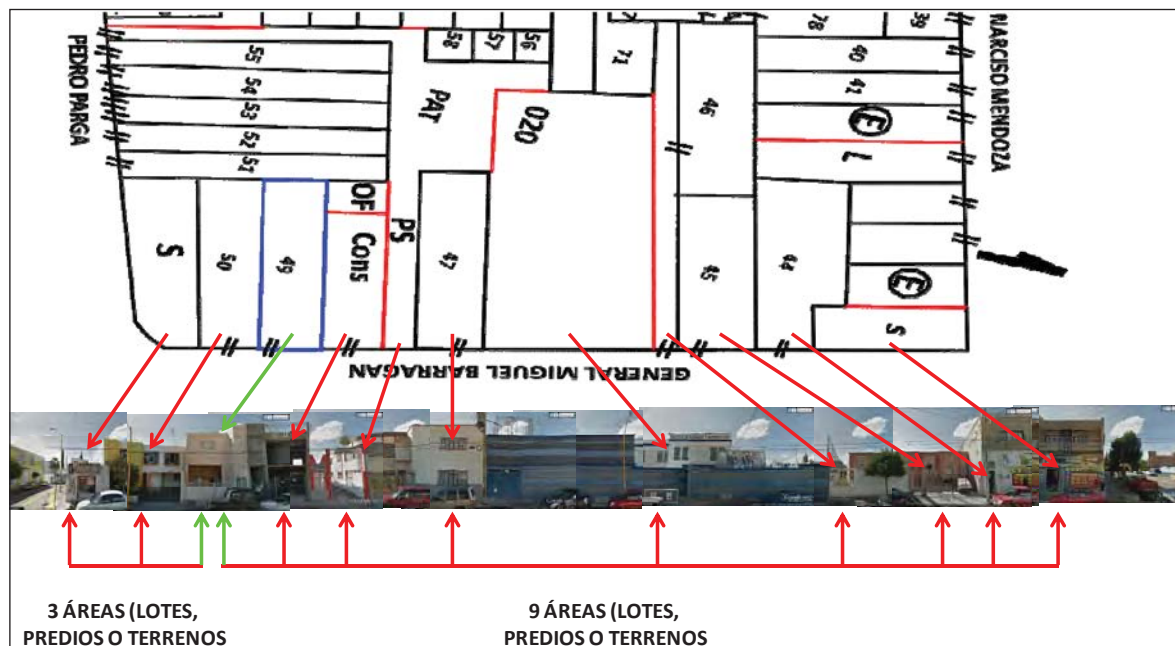 58
57
56
71
78
39
55
54
53
52
51
PAT
020
46
40
41
E
L
PEDRO PARGA
NARCISO MENDOZA
S
50
49
OF
Cons
PS
47
45
44
E
S
GENERAL MIGUEL BARRAGAN
3 ÁREAS (LOTES,
PREDIOS O TERRENOS
9 ÁREAS (LOTES,
PREDIOS O TERRENOS